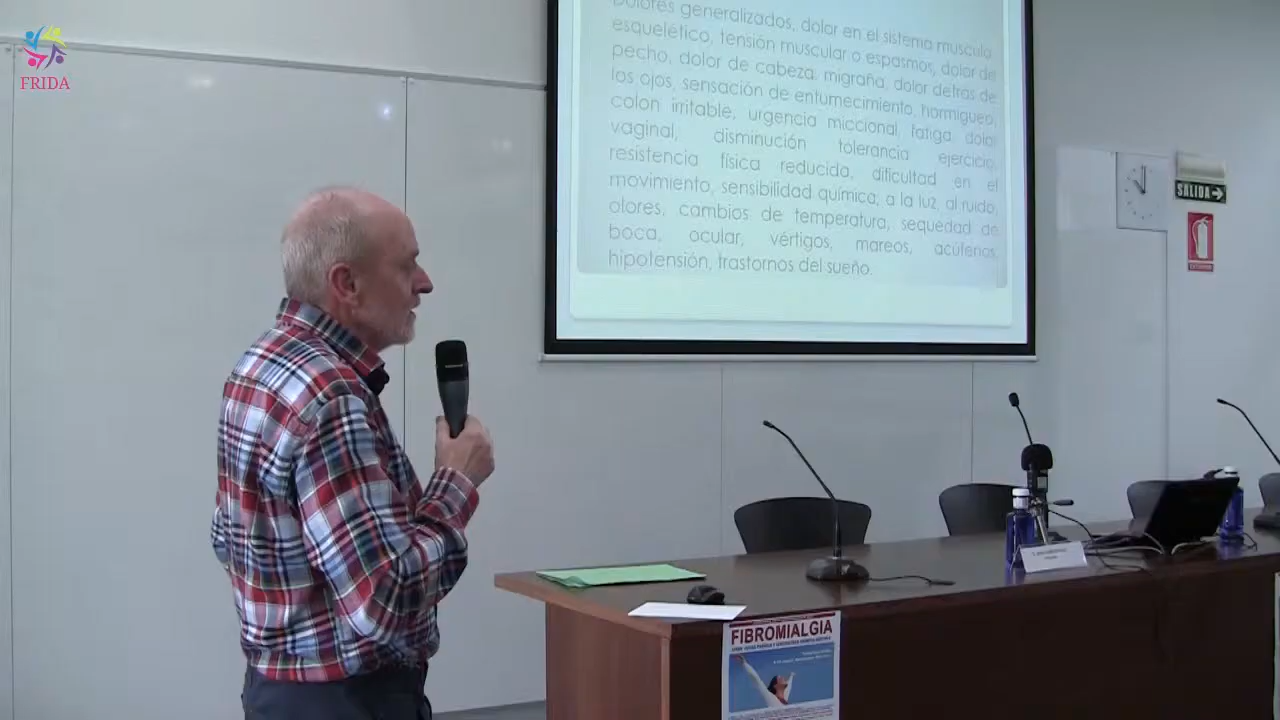 FRIDA
Dolores generalizados, dolor en el sistema musculo
esquelético, tensión muscular o espasmos, dolor de
pecho, dolor de cabeza, migraña, dolor detras de
los ojos, sensación de entumecimiento, hormigueo,
colon irritable, urgencia miccional, fatiga, dolor
vaginal, disminución tolerancia ejercicio,
resistencia física reducida, dificultad en el
movimiento, sensibilidad química, a la luz, al ruido,
olores, cambios de temperatura, sequedad de
boca, ocular, vértigos, mareos, acúfenos,
hipotensión, trastornos del sueño.
SALIDA
FIBROMIALGIA